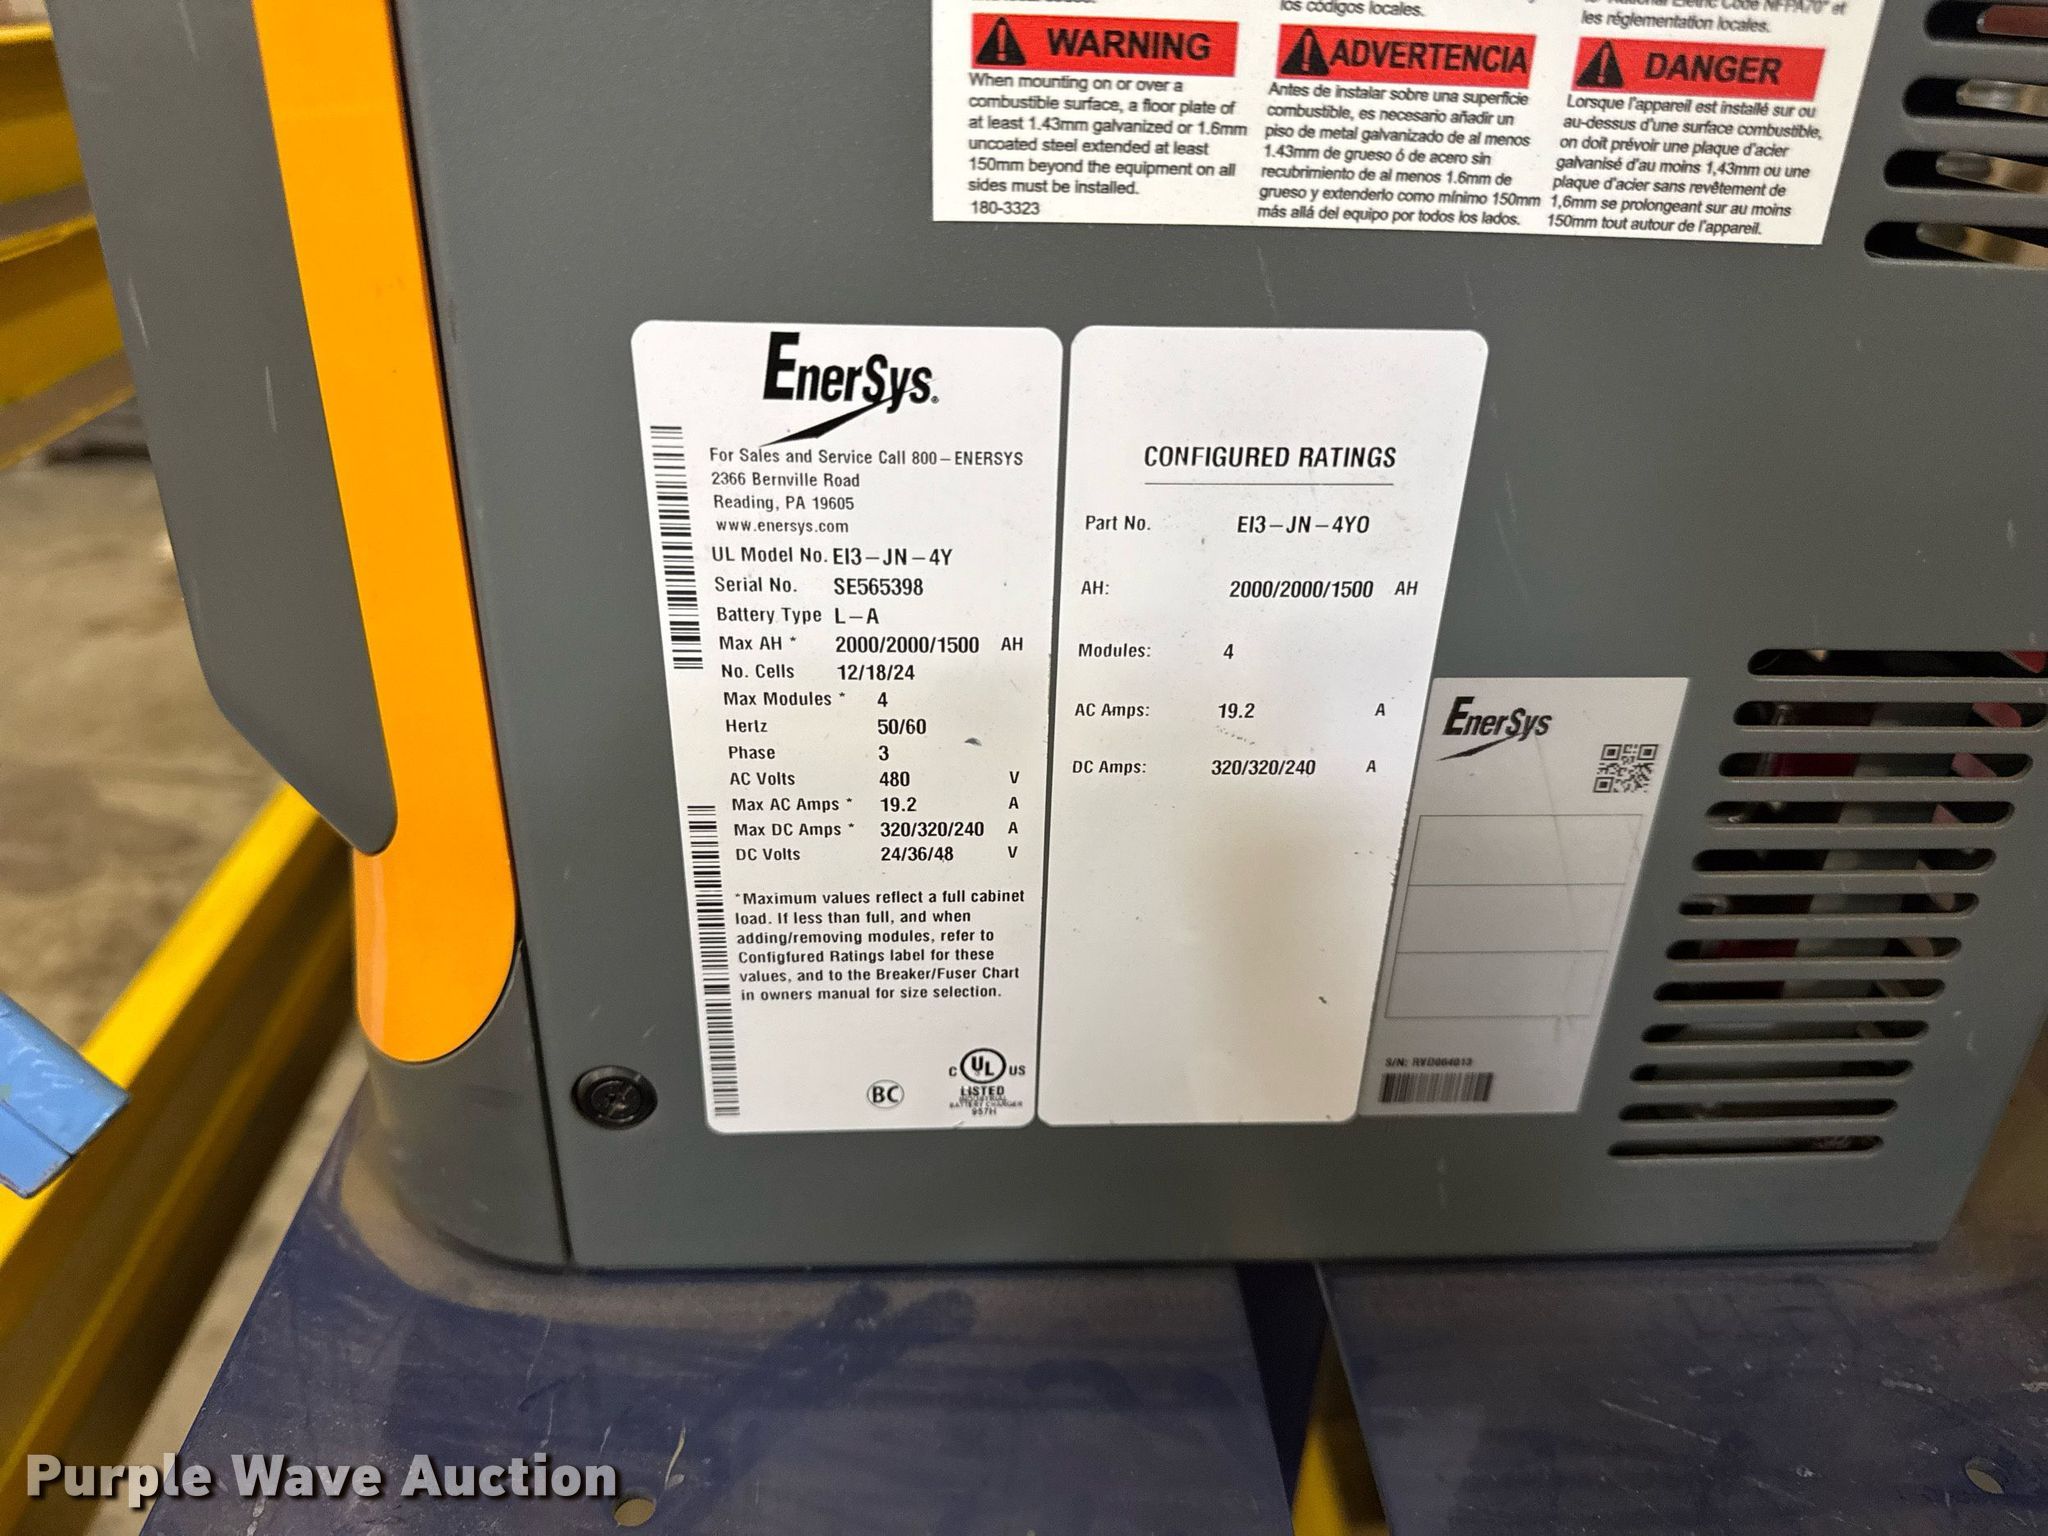 los códigos locales.
National Eletric Code NFPA70" et
les réglementation locales.
WARNING
When mounting on or over a
combustible surface, a floor plate of
at least 1.43mm galvanized or 1.6mm
uncoated steel extended at least
150mm beyond the equipment on all
sides must be installed.
180-3323
ADVERTENCIA
Antes de instalar sobre una superficie
combustible, es necesario añadir un
piso de metal galvanizado de al menos
1.43mm de grueso ó de acero sin
recubrimiento de al menos 1.6mm de
grueso y extenderlo como mínimo 150mm
más allá del equipo por todos los lados.
DANGER
Lorsque l'appareil est installé sur ou
au-dessus d'une surface combustible,
on doit prévoir une plaque d'acier
galvanisé d'au moins 1,43mm ou une
plaque d'acier sans revêtement de
1,6mm se prolongeant sur au moins
150mm tout autour de l'appareil.
EnerSys®
For Sales and Service Call 800-ENERSYS
2366 Bernville Road
Reading, PA 19605
www.enersys.com
UL Model No. EI3-JN-4Y
Serial No. SE565398
Battery Type L-A
Max AH * 2000/2000/1500 AH
No. Cells 12/18/24
Max Modules * 4
Hertz 50/60
Phase 3
AC Volts 480 V
Max AC Amps * 19.2 A
Max DC Amps * 320/320/240 A
DC Volts 24/36/48 V
*Maximum values reflect a full cabinet
load. If less than full, and when
adding/removing modules, refer to
Configfured Ratings label for these
values, and to the Breaker/Fuser Chart
in owners manual for size selection.
BC
C UL US
LISTED
INDUSTRIAL
BATTERY CHARGER
957H
CONFIGURED RATINGS
Part No. EI3-JN-4Y0
AH: 2000/2000/1500 AH
Modules: 4
AC Amps: 19.2 A
DC Amps: 320/320/240 A
EnerSys
S/N: RVD064013
Purple Wave Auction